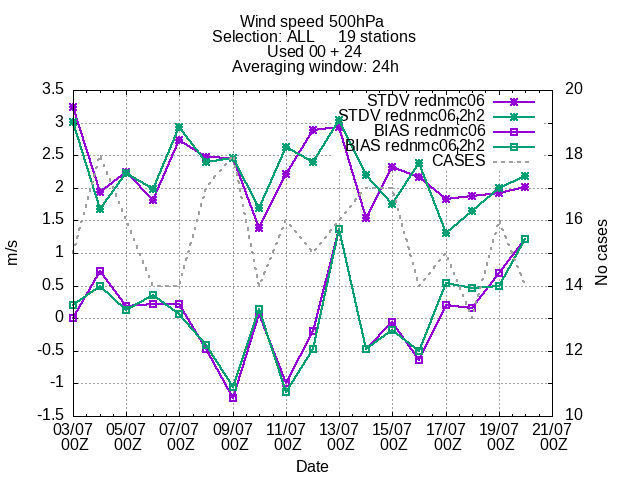 Wind speed 500hPa
Selection: ALL 19 stations
Used 00 + 24
Averaging window: 24h
3.5
3
2.5
2
1.5
1
0.5
0
-0.5
-1
-1.5
m/s
20
18
16
14
12
10
No cases
STDV rednmc06
STDV rednmc06t2h2
BIAS rednmc06
BIAS rednmc06t2h2
CASES
03/07 05/07 07/07 09/07 11/07 13/07 15/07 17/07 19/07 21/07
00Z 00Z 00Z 00Z 00Z 00Z 00Z 00Z 00Z 00Z
Date